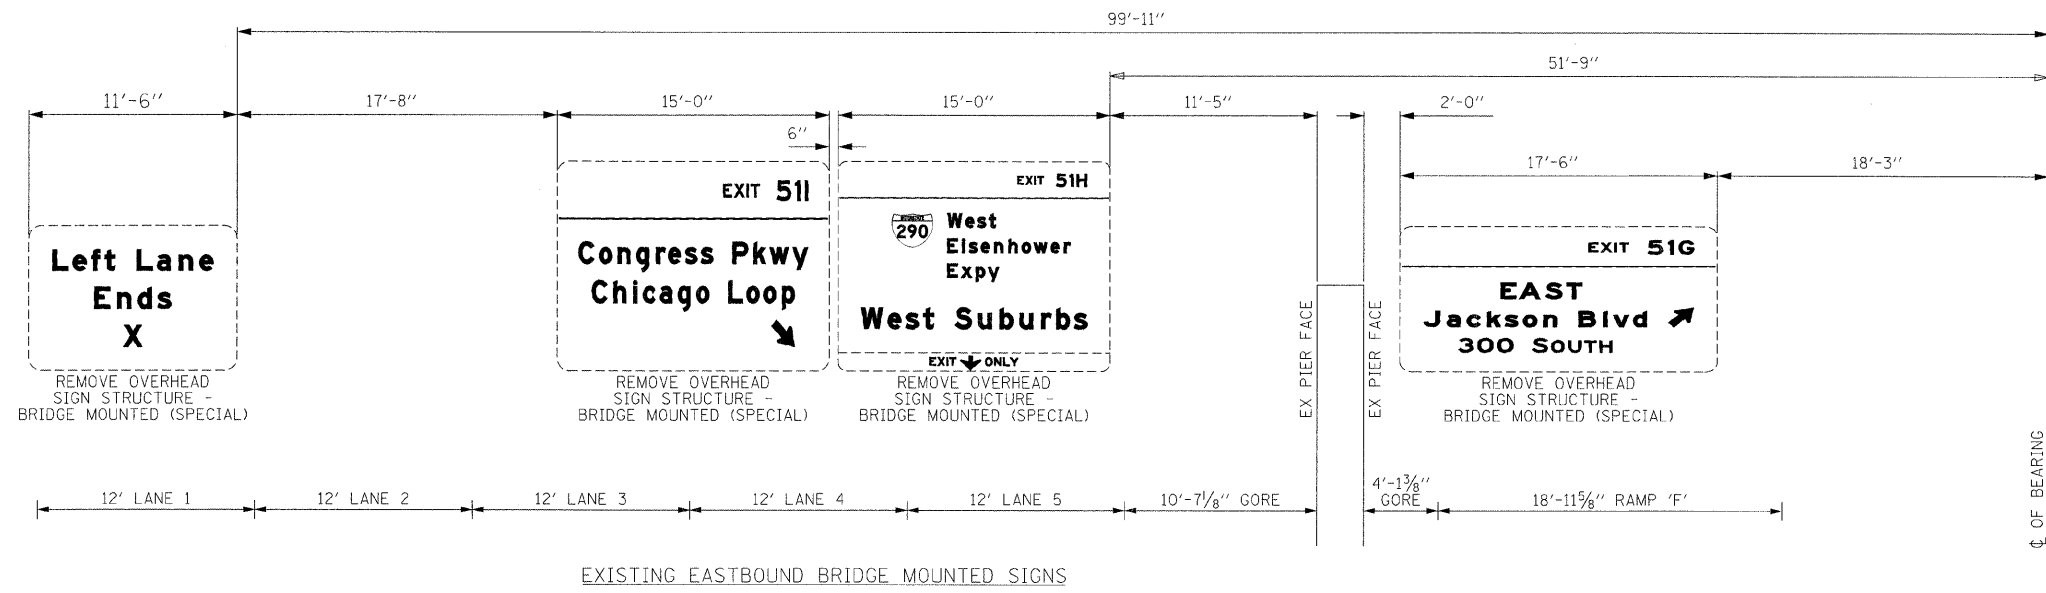 99'-11"
51'-9"
11'-6"
17'-8"
15'-0"
15'-0"
11'-5"
2'-0"
6"
17'-6"
18'-3"
Left Lane
Ends
X
REMOVE OVERHEAD
SIGN STRUCTURE -
BRIDGE MOUNTED (SPECIAL)
EXIT 51I
Congress Pkwy
Chicago Loop
REMOVE OVERHEAD
SIGN STRUCTURE -
BRIDGE MOUNTED (SPECIAL)
EXIT 51H
290
West
Eisenhower
Expy
West Suburbs
EXIT ONLY
REMOVE OVERHEAD
SIGN STRUCTURE -
BRIDGE MOUNTED (SPECIAL)
EX PIER FACE
EX PIER FACE
EXIT 51G
EAST
Jackson Blvd
300 SOUTH
REMOVE OVERHEAD
SIGN STRUCTURE -
BRIDGE MOUNTED (SPECIAL)
℄ OF BEARING
12' LANE 1
12' LANE 2
12' LANE 3
12' LANE 4
12' LANE 5
10'-7⅛" GORE
4'-1⅜"
GORE
18'-11⅝" RAMP 'F'
EXISTING EASTBOUND BRIDGE MOUNTED SIGNS